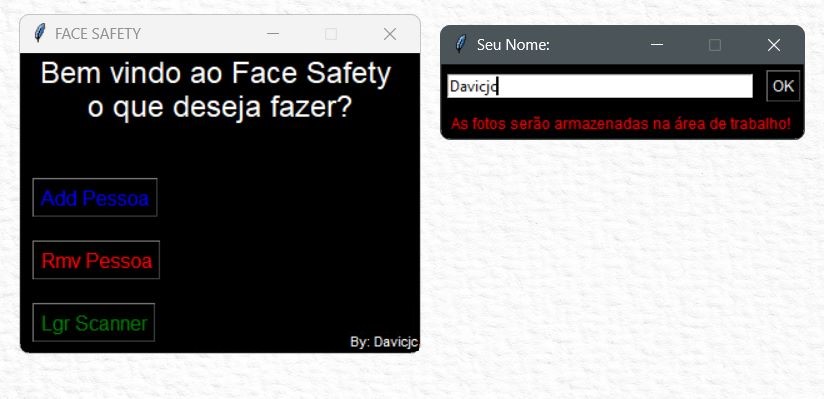 FACE SAFETY
Bem vindo ao Face Safety
o que deseja fazer?
Add Pessoa
Rmv Pessoa
Lgr Scanner
By: Davicjc
Seu Nome:
Davicjc
OK
As fotos serão armazenadas na área de trabalho!